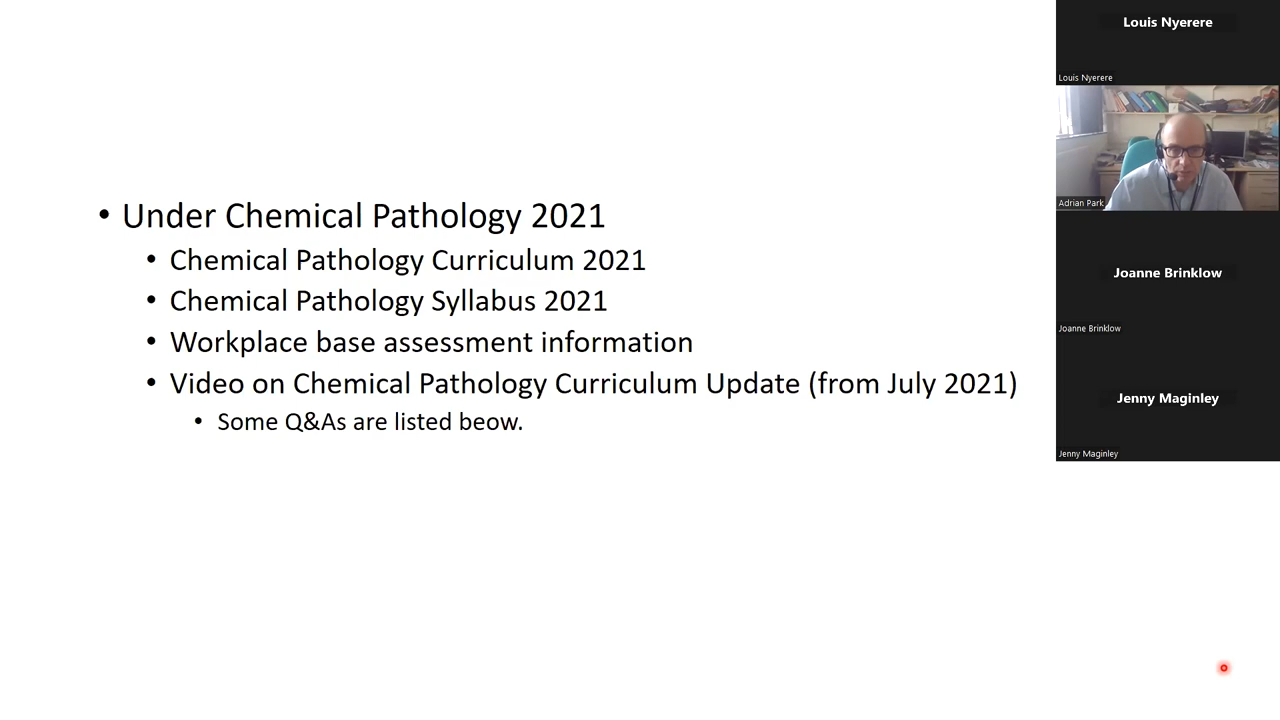 • Under Chemical Pathology 2021
• Chemical Pathology Curriculum 2021
• Chemical Pathology Syllabus 2021
• Workplace base assessment information
• Video on Chemical Pathology Curriculum Update (from July 2021)
• Some Q&As are listed beow.
Louis Nyerere
Louis Nyerere
Adrian Park
Joanne Brinklow
Joanne Brinklow
Jenny Maginley
Jenny Maginley